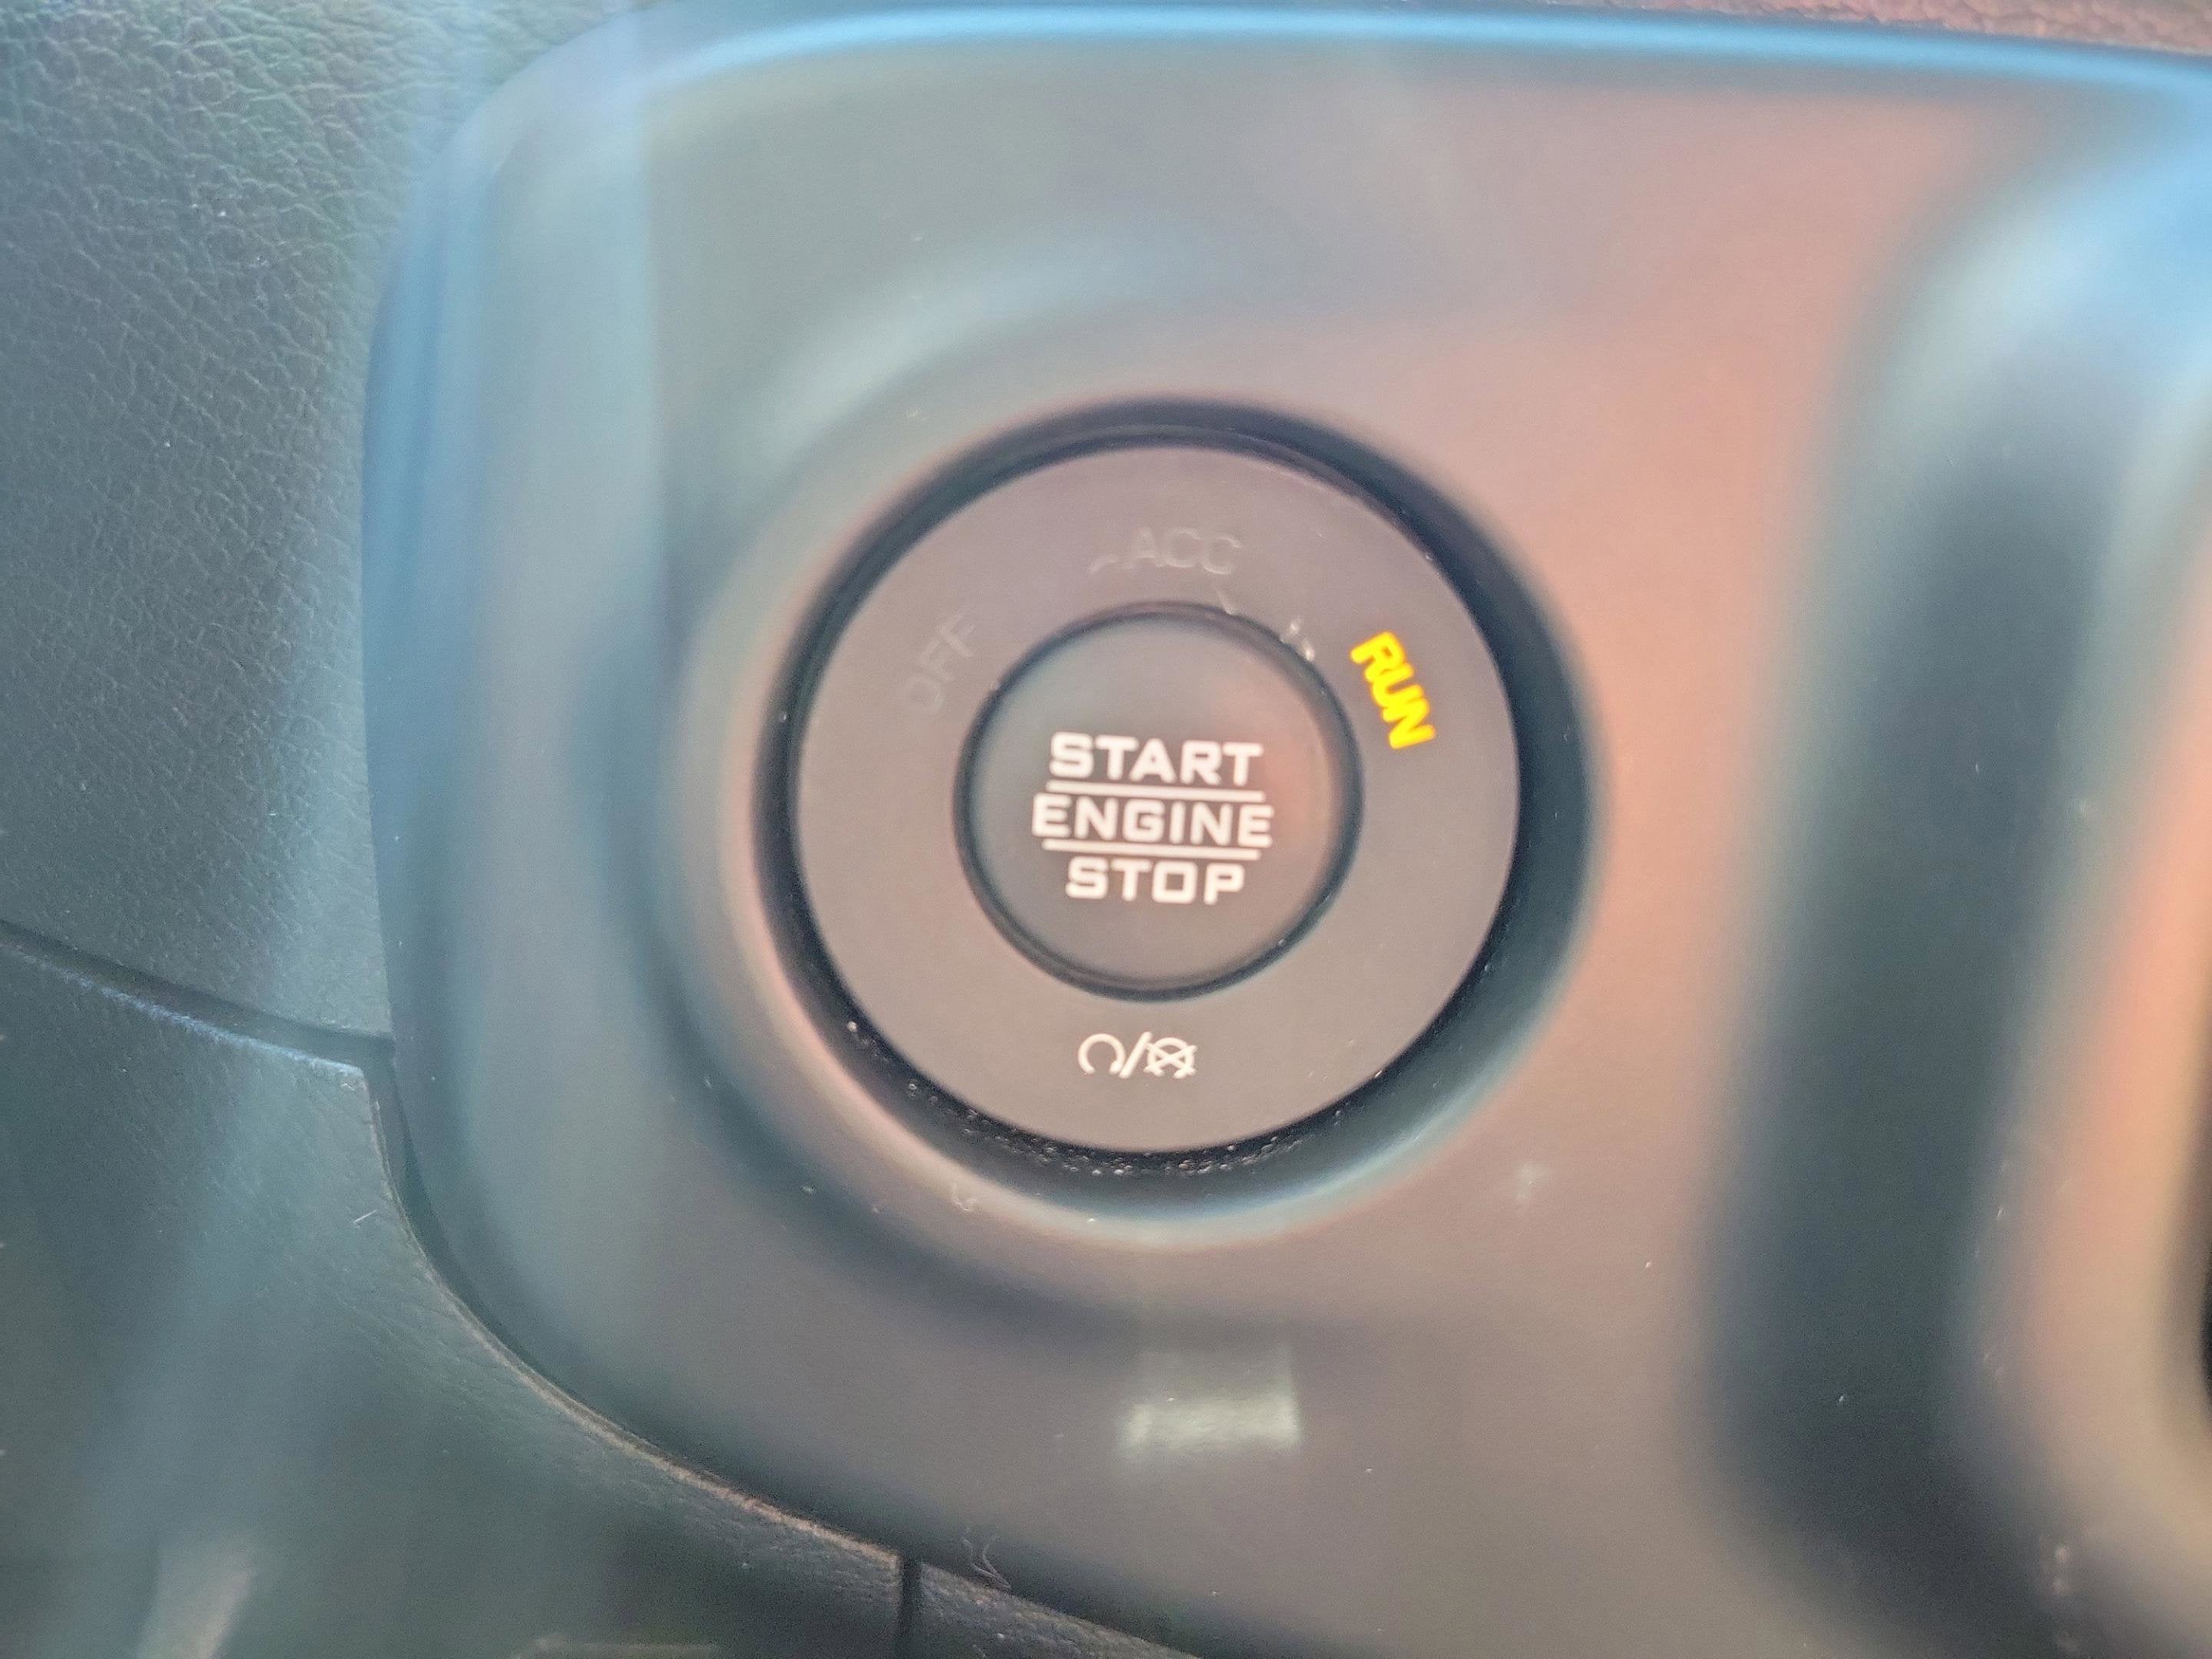 ACC
OFF
RUN
START
ENGINE
STOP